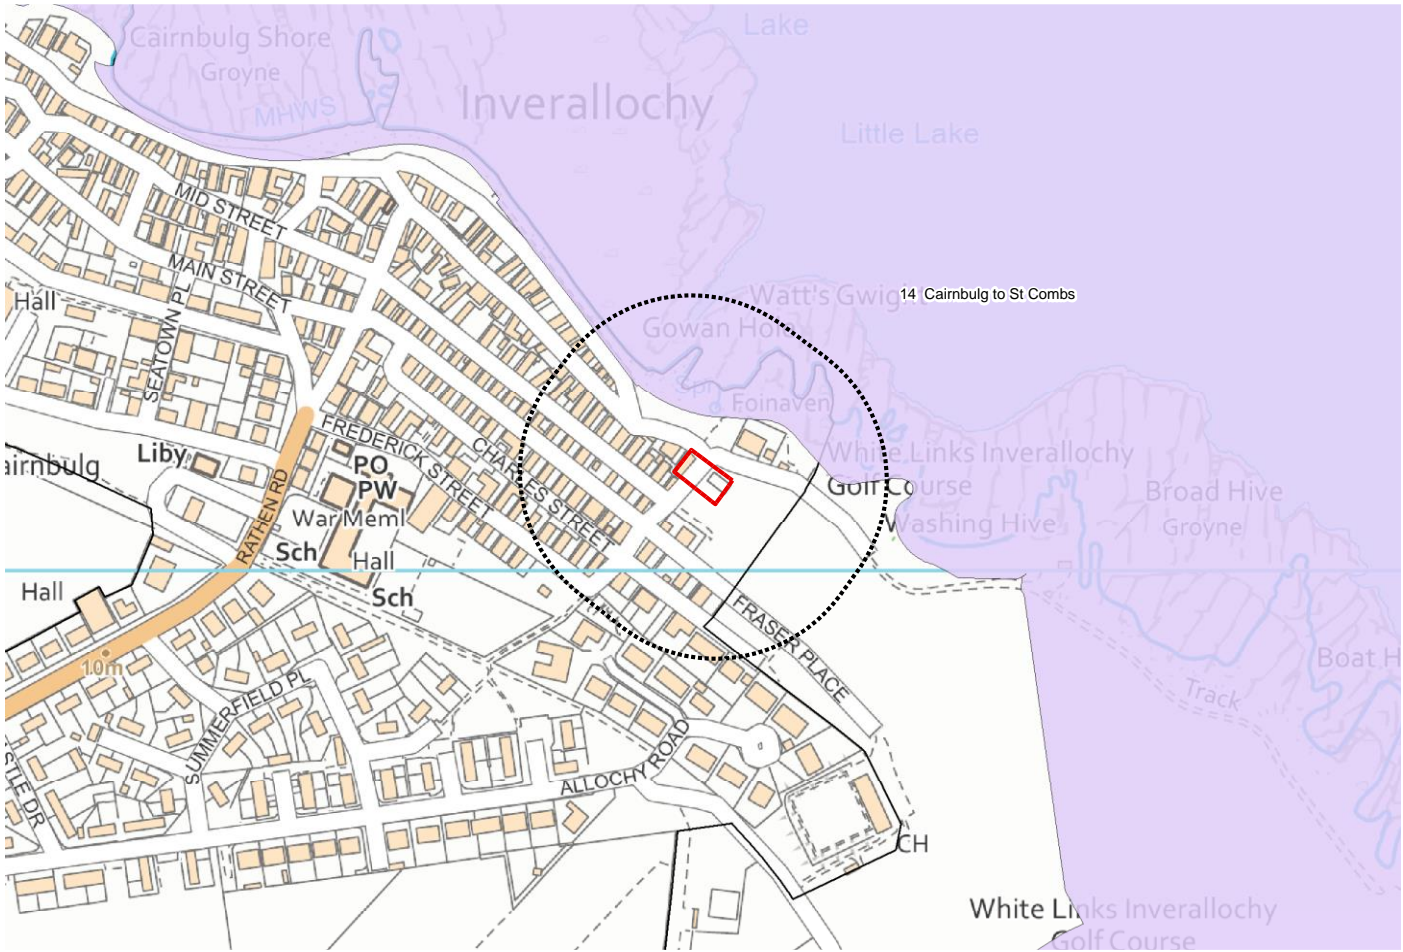 Cairnbulg Shore
Groyne
Lake
MHWS
Inverallochy
Little Lake
MID STREET
MAIN STREET
Hall
SEATOWN PL
14 Cairnbulg to St Combs
Gowan Hole
Foinaven
FREDERICK STREET
CHARLES STREET
White Links Inverallochy
Golf Course
Liby
airnbulg
PO,
PW
War Meml
Hall
Sch
Sch
RATHEN RD
Broad Hive
Groyne
Washing Hive
Hall
FRASER PLACE
10m
SUMMERFIELD PL
Boat H
Track
STLE DR
ALLOCHY ROAD
CH
White Links Inverallochy
Golf Course